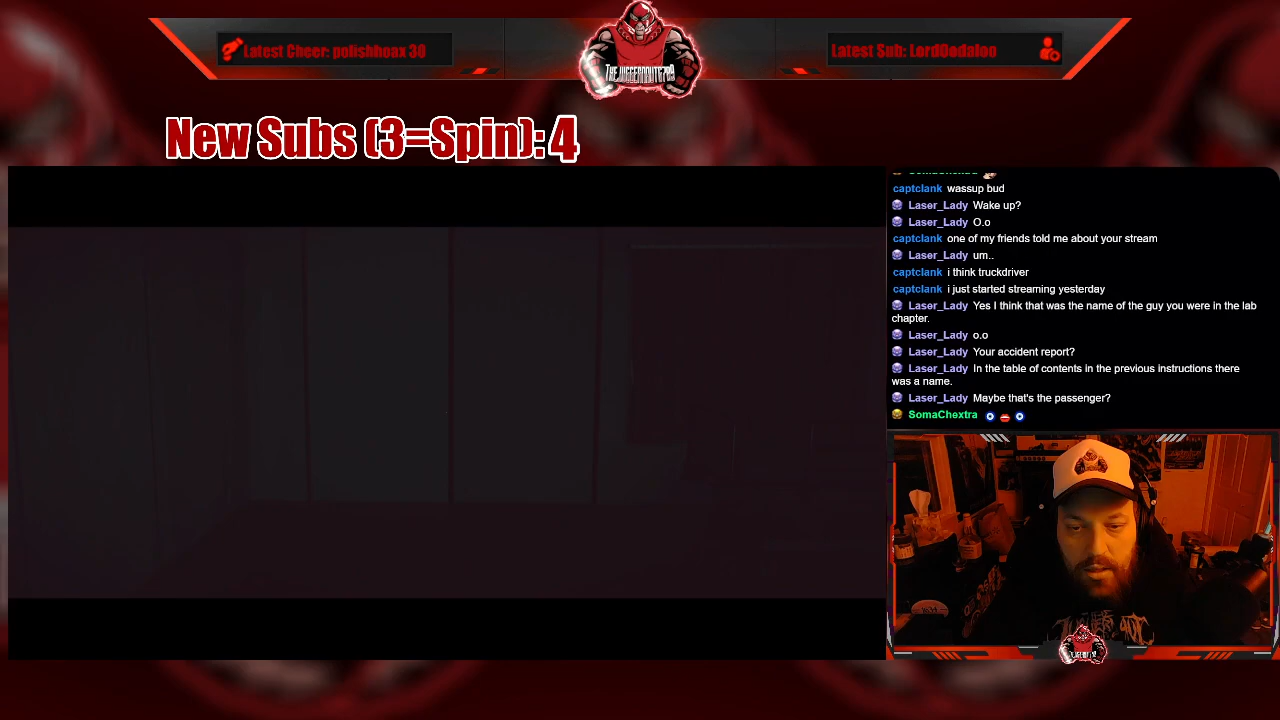 Latest Cheer: polishhoax 30
THEJUGGERNAUT6789
Latest Sub: LordOodaloo
New Subs (3=Spin): 4
captclank wassup bud
Laser_Lady Wake up?
Laser_Lady O.o
captclank one of my friends told me about your stream
Laser_Lady um..
captclank i think truckdriver
captclank i just started streaming yesterday
Laser_Lady Yes I think that was the name of the guy you were in the lab
chapter.
Laser_Lady o.o
Laser_Lady Your accident report?
Laser_Lady In the table of contents in the previous instructions there
was a name.
Laser_Lady Maybe that's the passenger?
SomaChextra